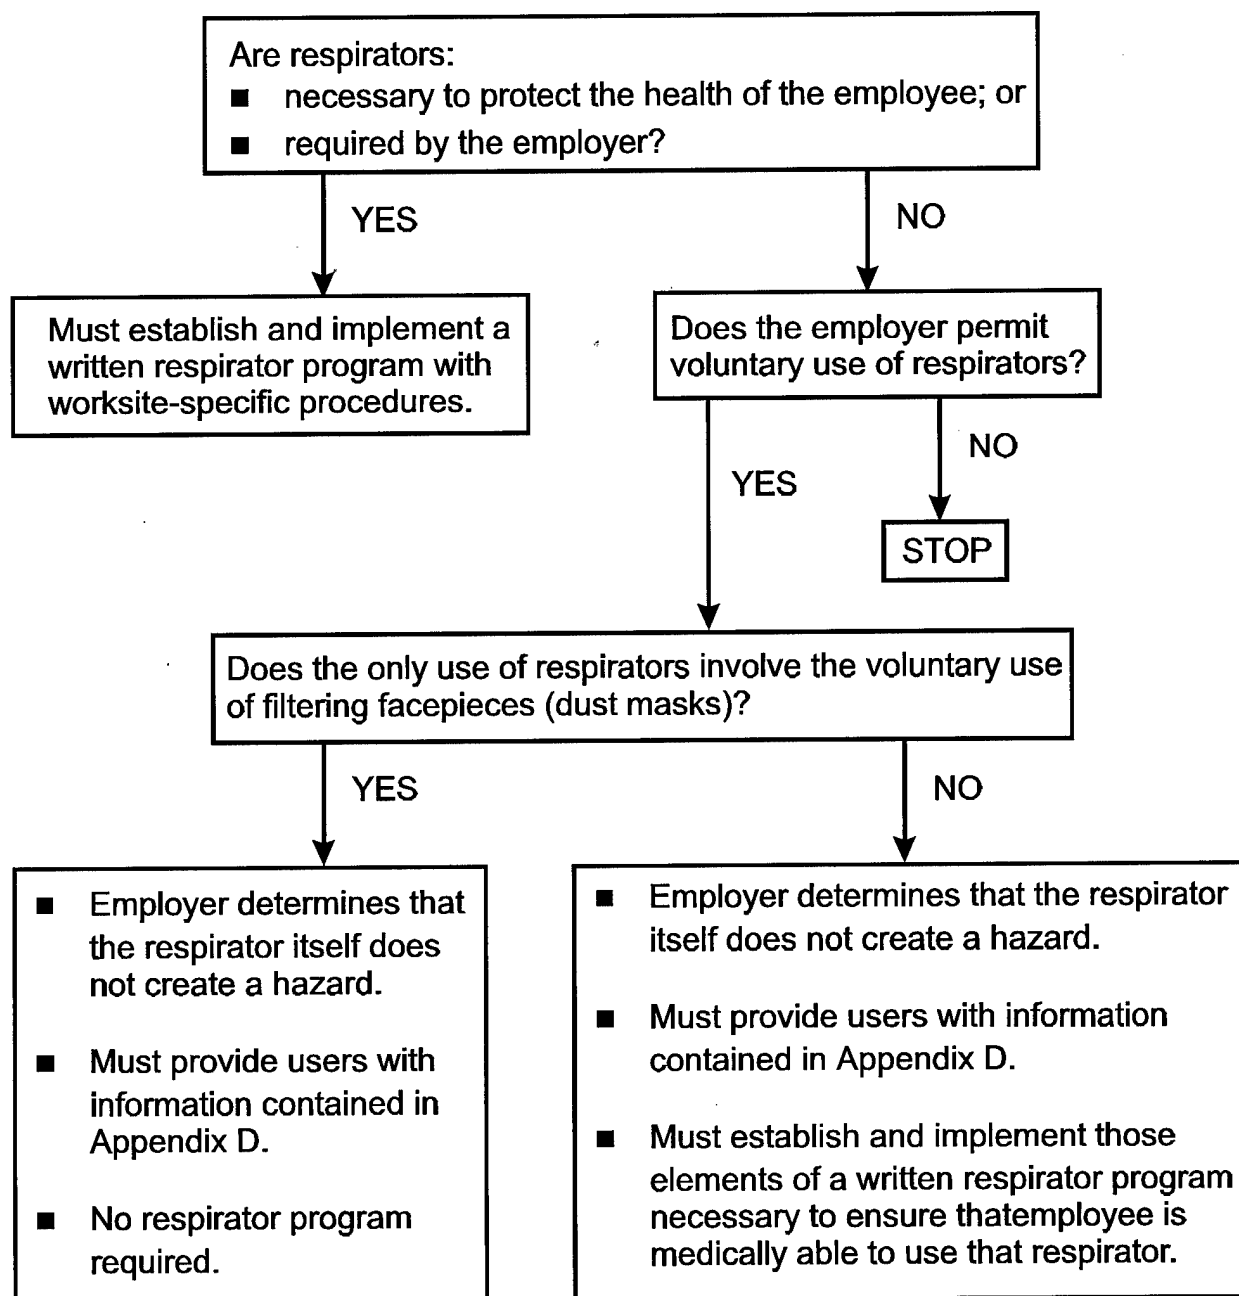 Are respirators:
■ necessary to protect the health of the employee; or
■ required by the employer?
YES
NO
Must establish and implement a
written respirator program with
worksite-specific procedures.
Does the employer permit
voluntary use of respirators?
NO
YES
STOP
Does the only use of respirators involve the voluntary use
of filtering facepieces (dust masks)?
YES
NO
■ Employer determines that
the respirator itself does
not create a hazard.
■ Must provide users with
information contained in
Appendix D.
■ No respirator program
required.
■ Employer determines that the respirator
itself does not create a hazard.
■ Must provide users with information
contained in Appendix D.
■ Must establish and implement those
elements of a written respirator program
necessary to ensure thatemployee is
medically able to use that respirator.